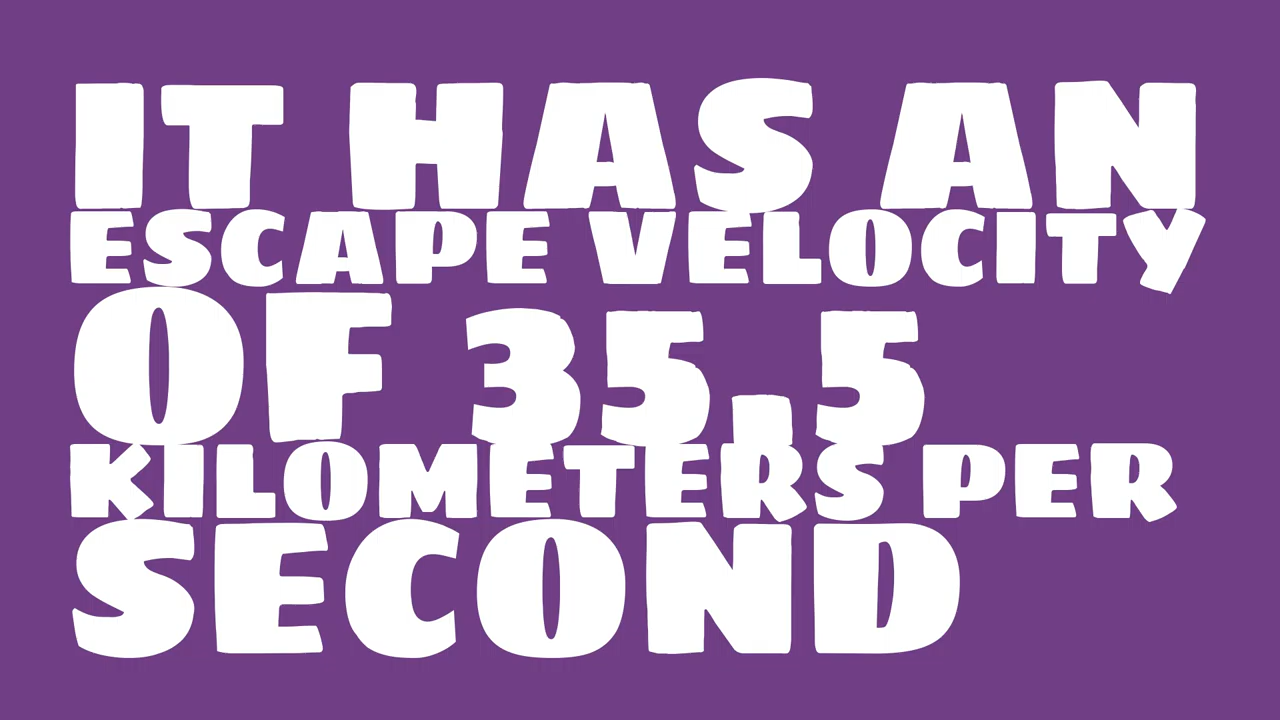 IT HAS AN
ESCAPE VELOCITY
OF 35.5
KILOMETERS PER
SECOND